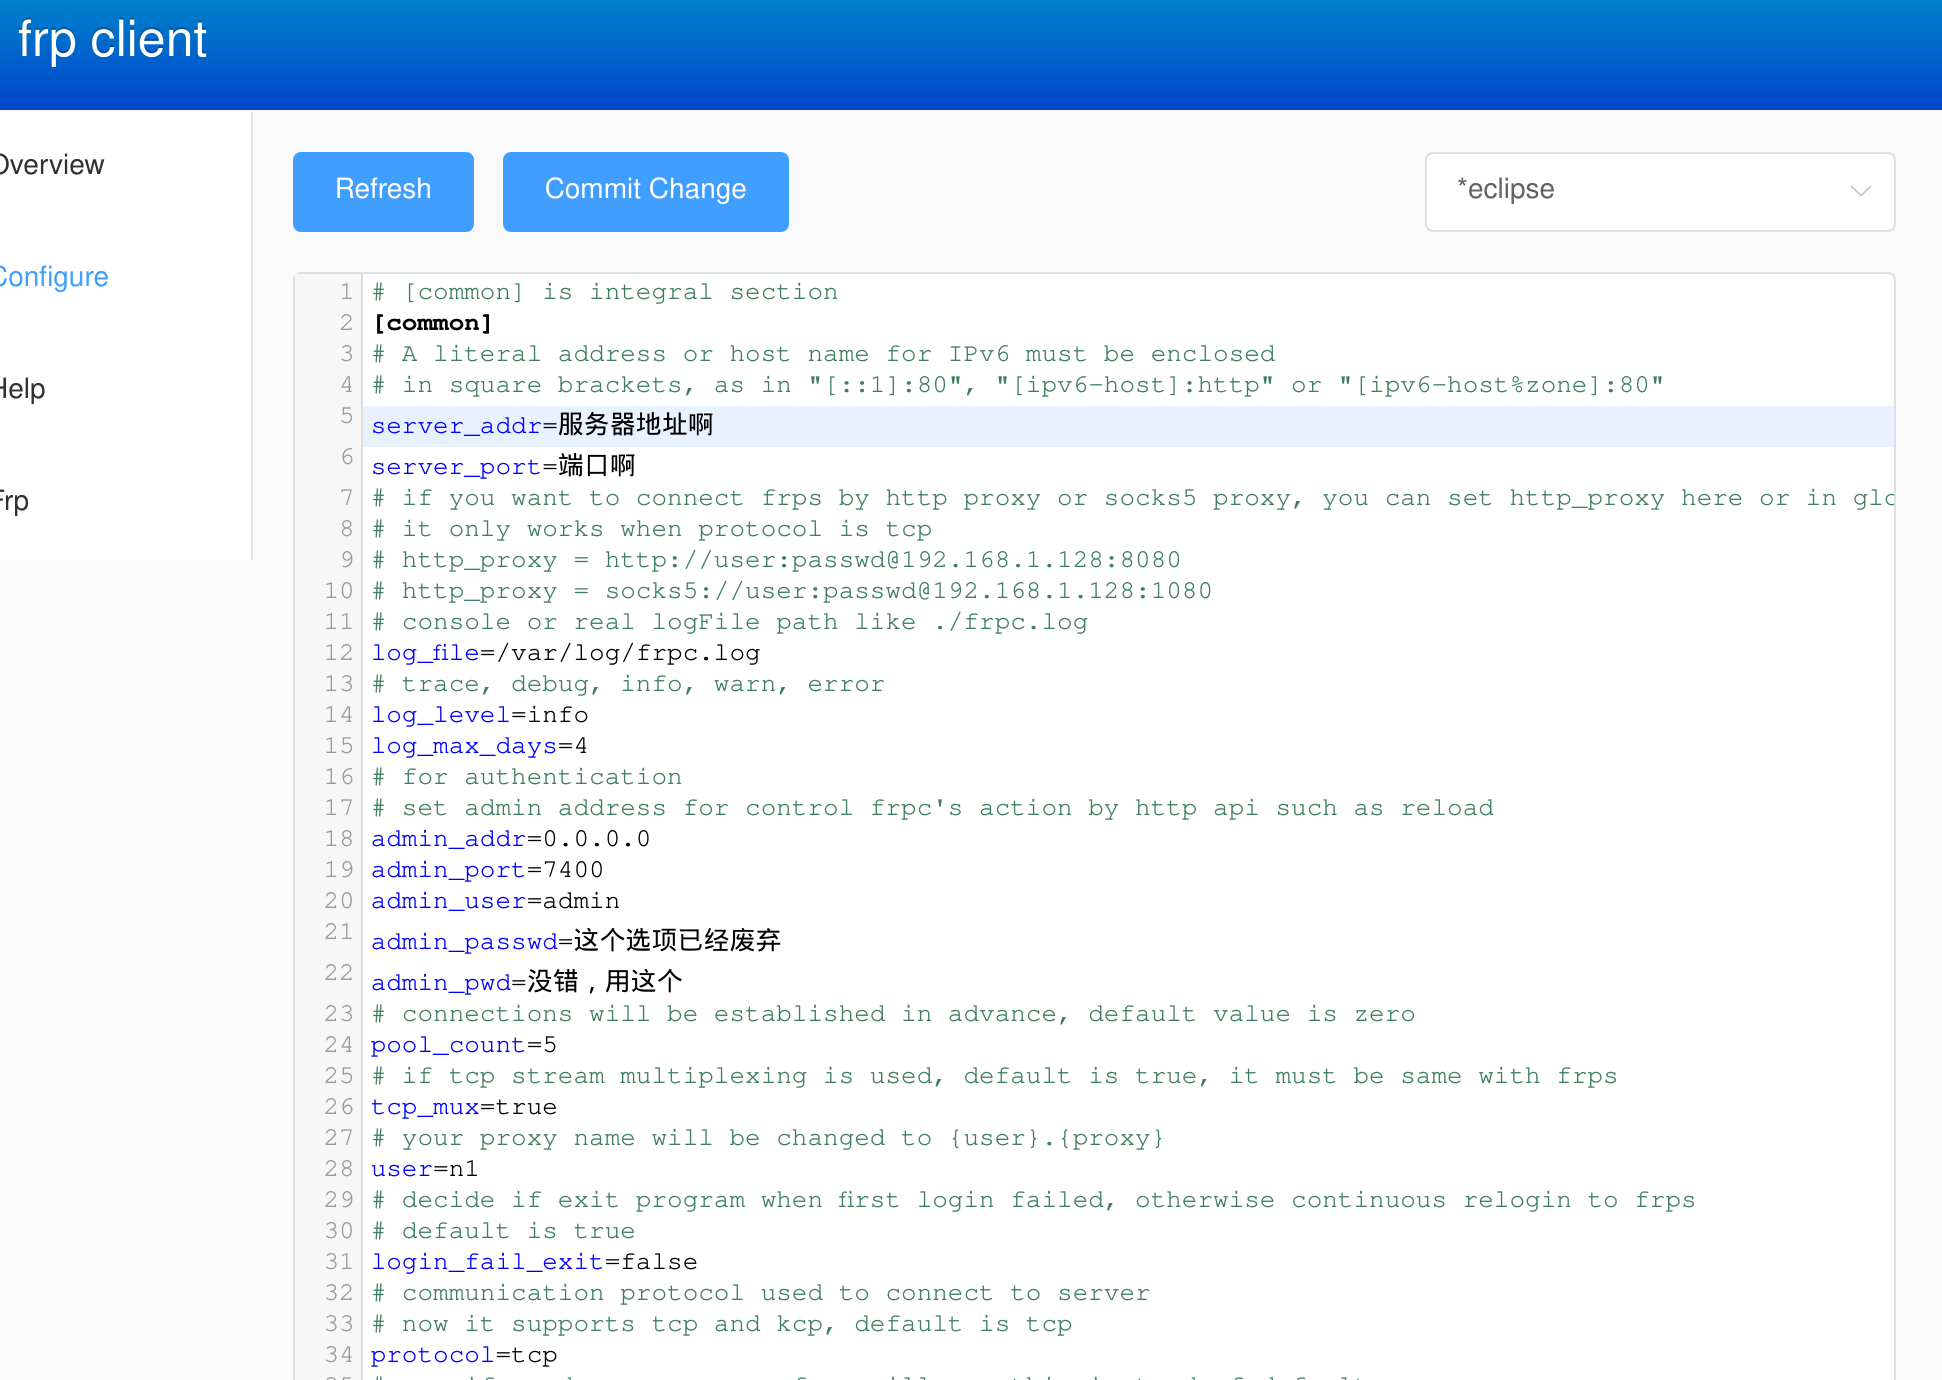 frp client
Overview
Configure
Help
Frp
Refresh
Commit Change
*eclipse
1 # [common] is integral section
2 [common]
3 # A literal address or host name for IPv6 must be enclosed
4 # in square brackets, as in "[::1]:80", "[ipv6-host]:http" or "[ipv6-host%zone]:80"
5 server_addr=服务器地址啊
6 server_port=端口啊
7 # if you want to connect frps by http proxy or socks5 proxy, you can set http_proxy here or in glo
8 # it only works when protocol is tcp
9 # http_proxy = http://user:passwd@192.168.1.128:8080
10 # http_proxy = socks5://user:passwd@192.168.1.128:1080
11 # console or real logFile path like ./frpc.log
12 log_file=/var/log/frpc.log
13 # trace, debug, info, warn, error
14 log_level=info
15 log_max_days=4
16 # for authentication
17 # set admin address for control frpc's action by http api such as reload
18 admin_addr=0.0.0.0
19 admin_port=7400
20 admin_user=admin
21 admin_passwd=这个选项已经废弃
22 admin_pwd=没错，用这个
23 # connections will be established in advance, default value is zero
24 pool_count=5
25 # if tcp stream multiplexing is used, default is true, it must be same with frps
26 tcp_mux=true
27 # your proxy name will be changed to {user}.{proxy}
28 user=n1
29 # decide if exit program when first login failed, otherwise continuous relogin to frps
30 # default is true
31 login_fail_exit=false
32 # communication protocol used to connect to server
33 # now it supports tcp and kcp, default is tcp
34 protocol=tcp